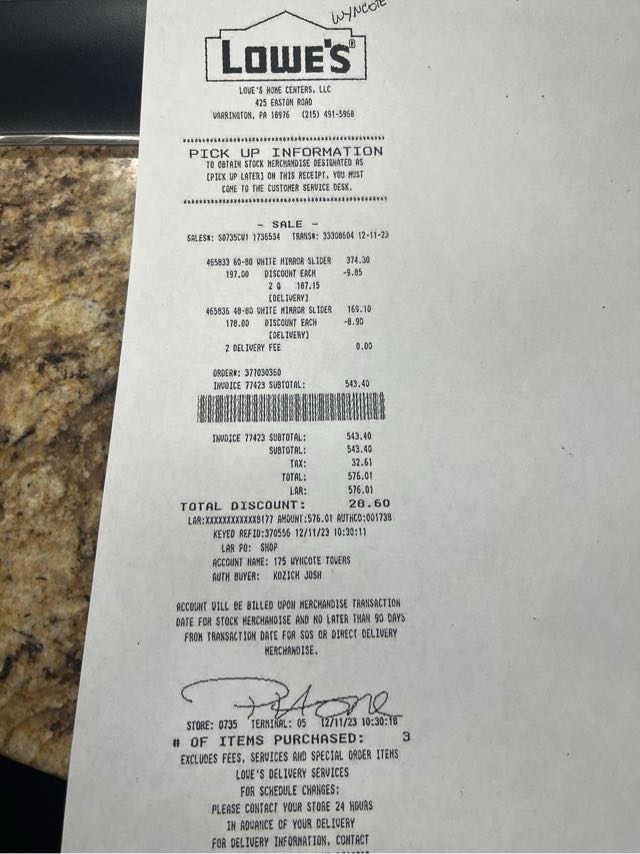 WYNCOTE
LOWE'S®
LOWE'S HOME CENTERS, LLC
425 EASTON ROAD
WARRINGTON, PA 18976 (215) 491-5968
PICK UP INFORMATION
TO OBTAIN STOCK MERCHANDISE DESIGNATED AS
[PICK UP LATER] ON THIS RECEIPT, YOU MUST
COME TO THE CUSTOMER SERVICE DESK.
- SALE -
SALES#: S0735CW1 1736534 TRANS#: 33308604 12-11-23
465833 60-80 WHITE MIRROR SLIDER 374.30
197.00 DISCOUNT EACH -9.85
2 @ 187.15
[DELIVERY]
465836 48-80 WHITE MIRROR SLIDER 169.10
178.00 DISCOUNT EACH -8.90
[DELIVERY]
2 DELIVERY FEE 0.00
ORDER#: 377030350
INVOICE 77423 SUBTOTAL: 543.40
INVOICE 77423 SUBTOTAL: 543.40
SUBTOTAL: 543.40
TAX: 32.61
TOTAL: 576.01
LAR: 576.01
TOTAL DISCOUNT: 28.60
LAR:XXXXXXXXXXXX8177 AMOUNT:576.01 AUTHCD:001738
KEYED REFID:370556 12/11/23 10:30:11
LAR PO: SHOP
ACCOUNT NAME: 175 WYNCOTE TOWERS
AUTH BUYER: KOZICH JOSH
ACCOUNT WILL BE BILLED UPON MERCHANDISE TRANSACTION
DATE FOR STOCK MERCHANDISE AND NO LATER THAN 90 DAYS
FROM TRANSACTION DATE FOR SOS OR DIRECT DELIVERY
MERCHANDISE.
STORE: 0735 TERMINAL: 05 12/11/23 10:30:18
# OF ITEMS PURCHASED: 3
EXCLUDES FEES, SERVICES AND SPECIAL ORDER ITEMS
LOWE'S DELIVERY SERVICES
FOR SCHEDULE CHANGES:
PLEASE CONTACT YOUR STORE 24 HOURS
IN ADVANCE OF YOUR DELIVERY
FOR DELIVERY INFORMATION, CONTACT